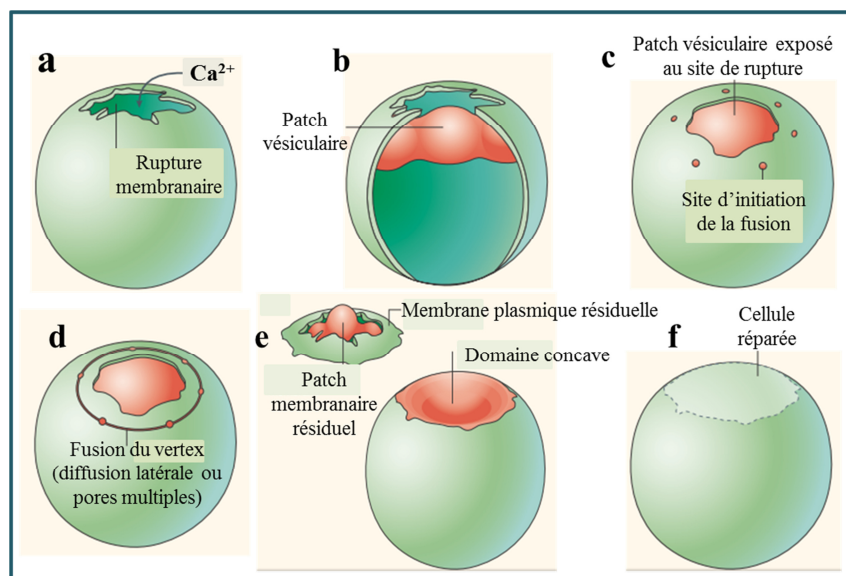 a
Ca²⁺
Rupture
membranaire
b
Patch
vésiculaire
c
Patch vésiculaire exposé
au site de rupture
Site d’initiation
de la fusion
d
Fusion du vertex
(diffusion latérale ou
pores multiples)
e
Membrane plasmique résiduelle
Domaine concave
Patch
membranaire
résiduel
f
Cellule
réparée